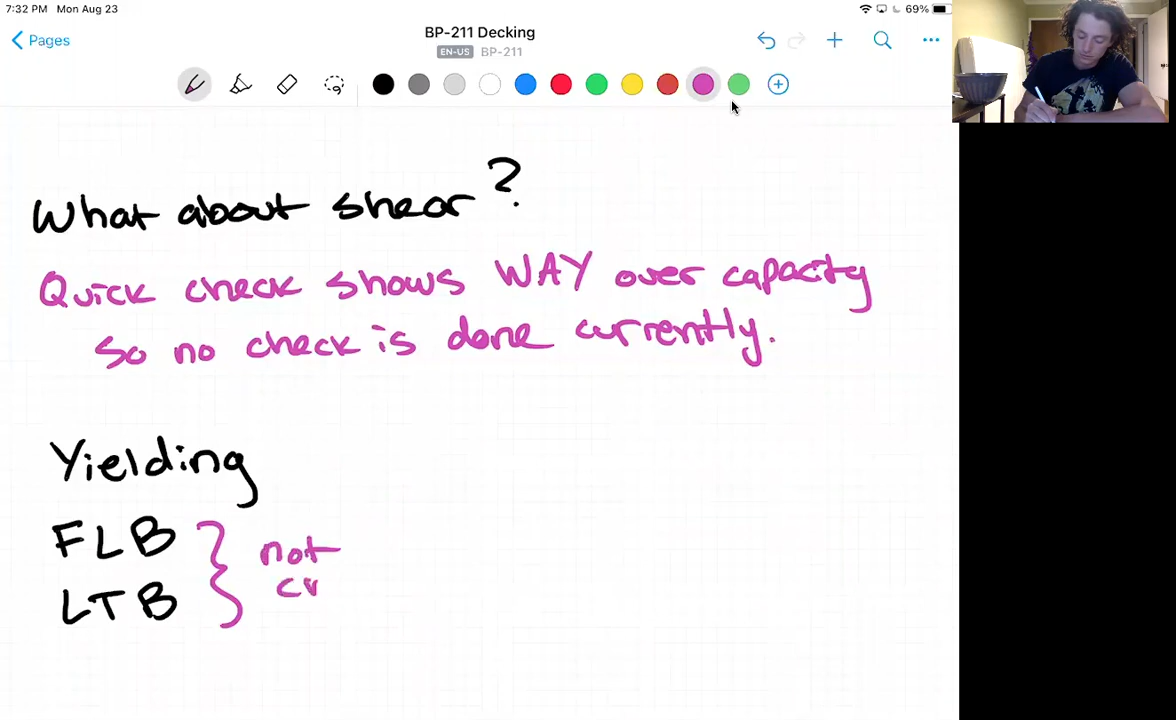 7:32 PM Mon Aug 23
69%
Pages
BP-211 Decking
EN-US BP-211
What about shear?
Quick check shows WAY over capacity
so no check is done currently.
Yielding
FLB
LTB
not
cr